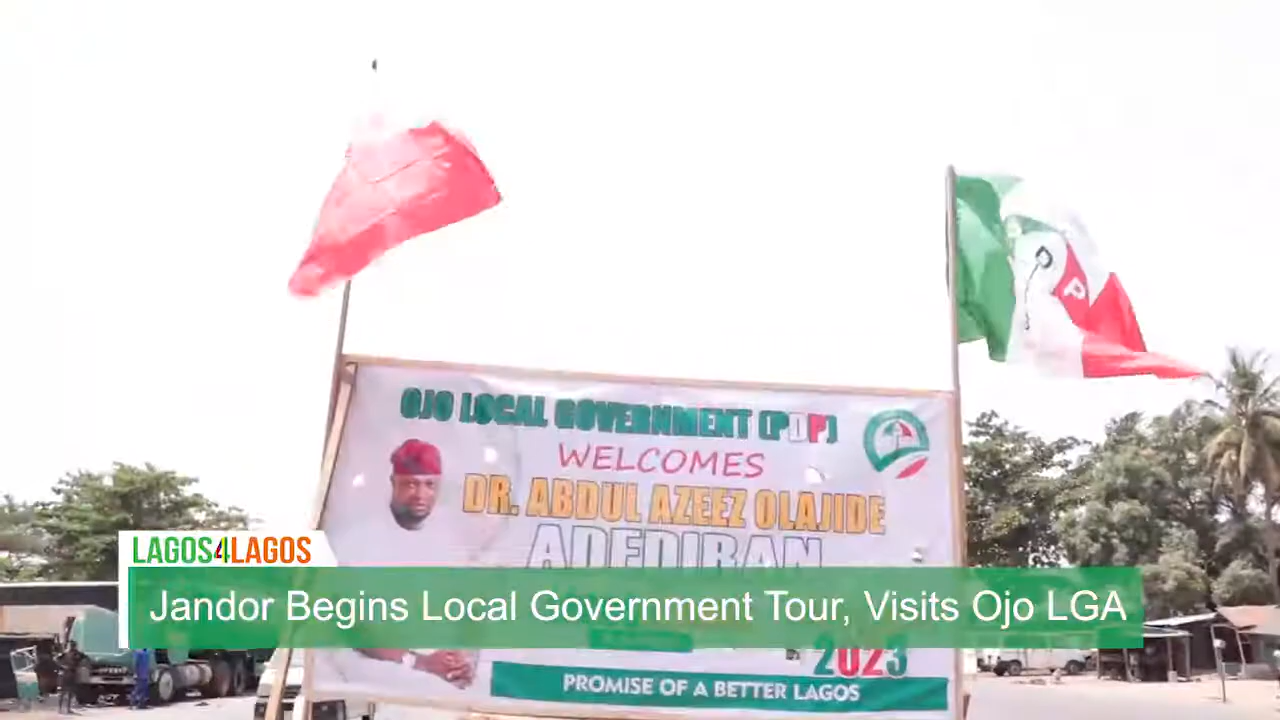 D
P
OJO LOCAL GOVERNMENT (PDP)
WELCOMES
DR. ABDUL AZEEZ OLAJIDE
ADEDIRAN
LAGOS4LAGOS
Jandor Begins Local Government Tour, Visits Ojo LGA
2023
PROMISE OF A BETTER LAGOS